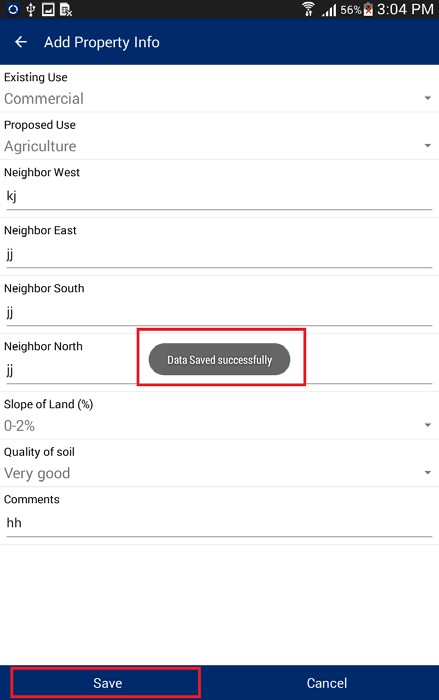 56% 3:04 PM
Add Property Info
Existing Use
Commercial
Proposed Use
Agriculture
Neighbor West
kj
Neighbor East
jj
Neighbor South
jj
Neighbor North
Data Saved successfully
jj
Slope of Land (%)
0-2%
Quality of soil
Very good
Comments
hh
Save Cancel